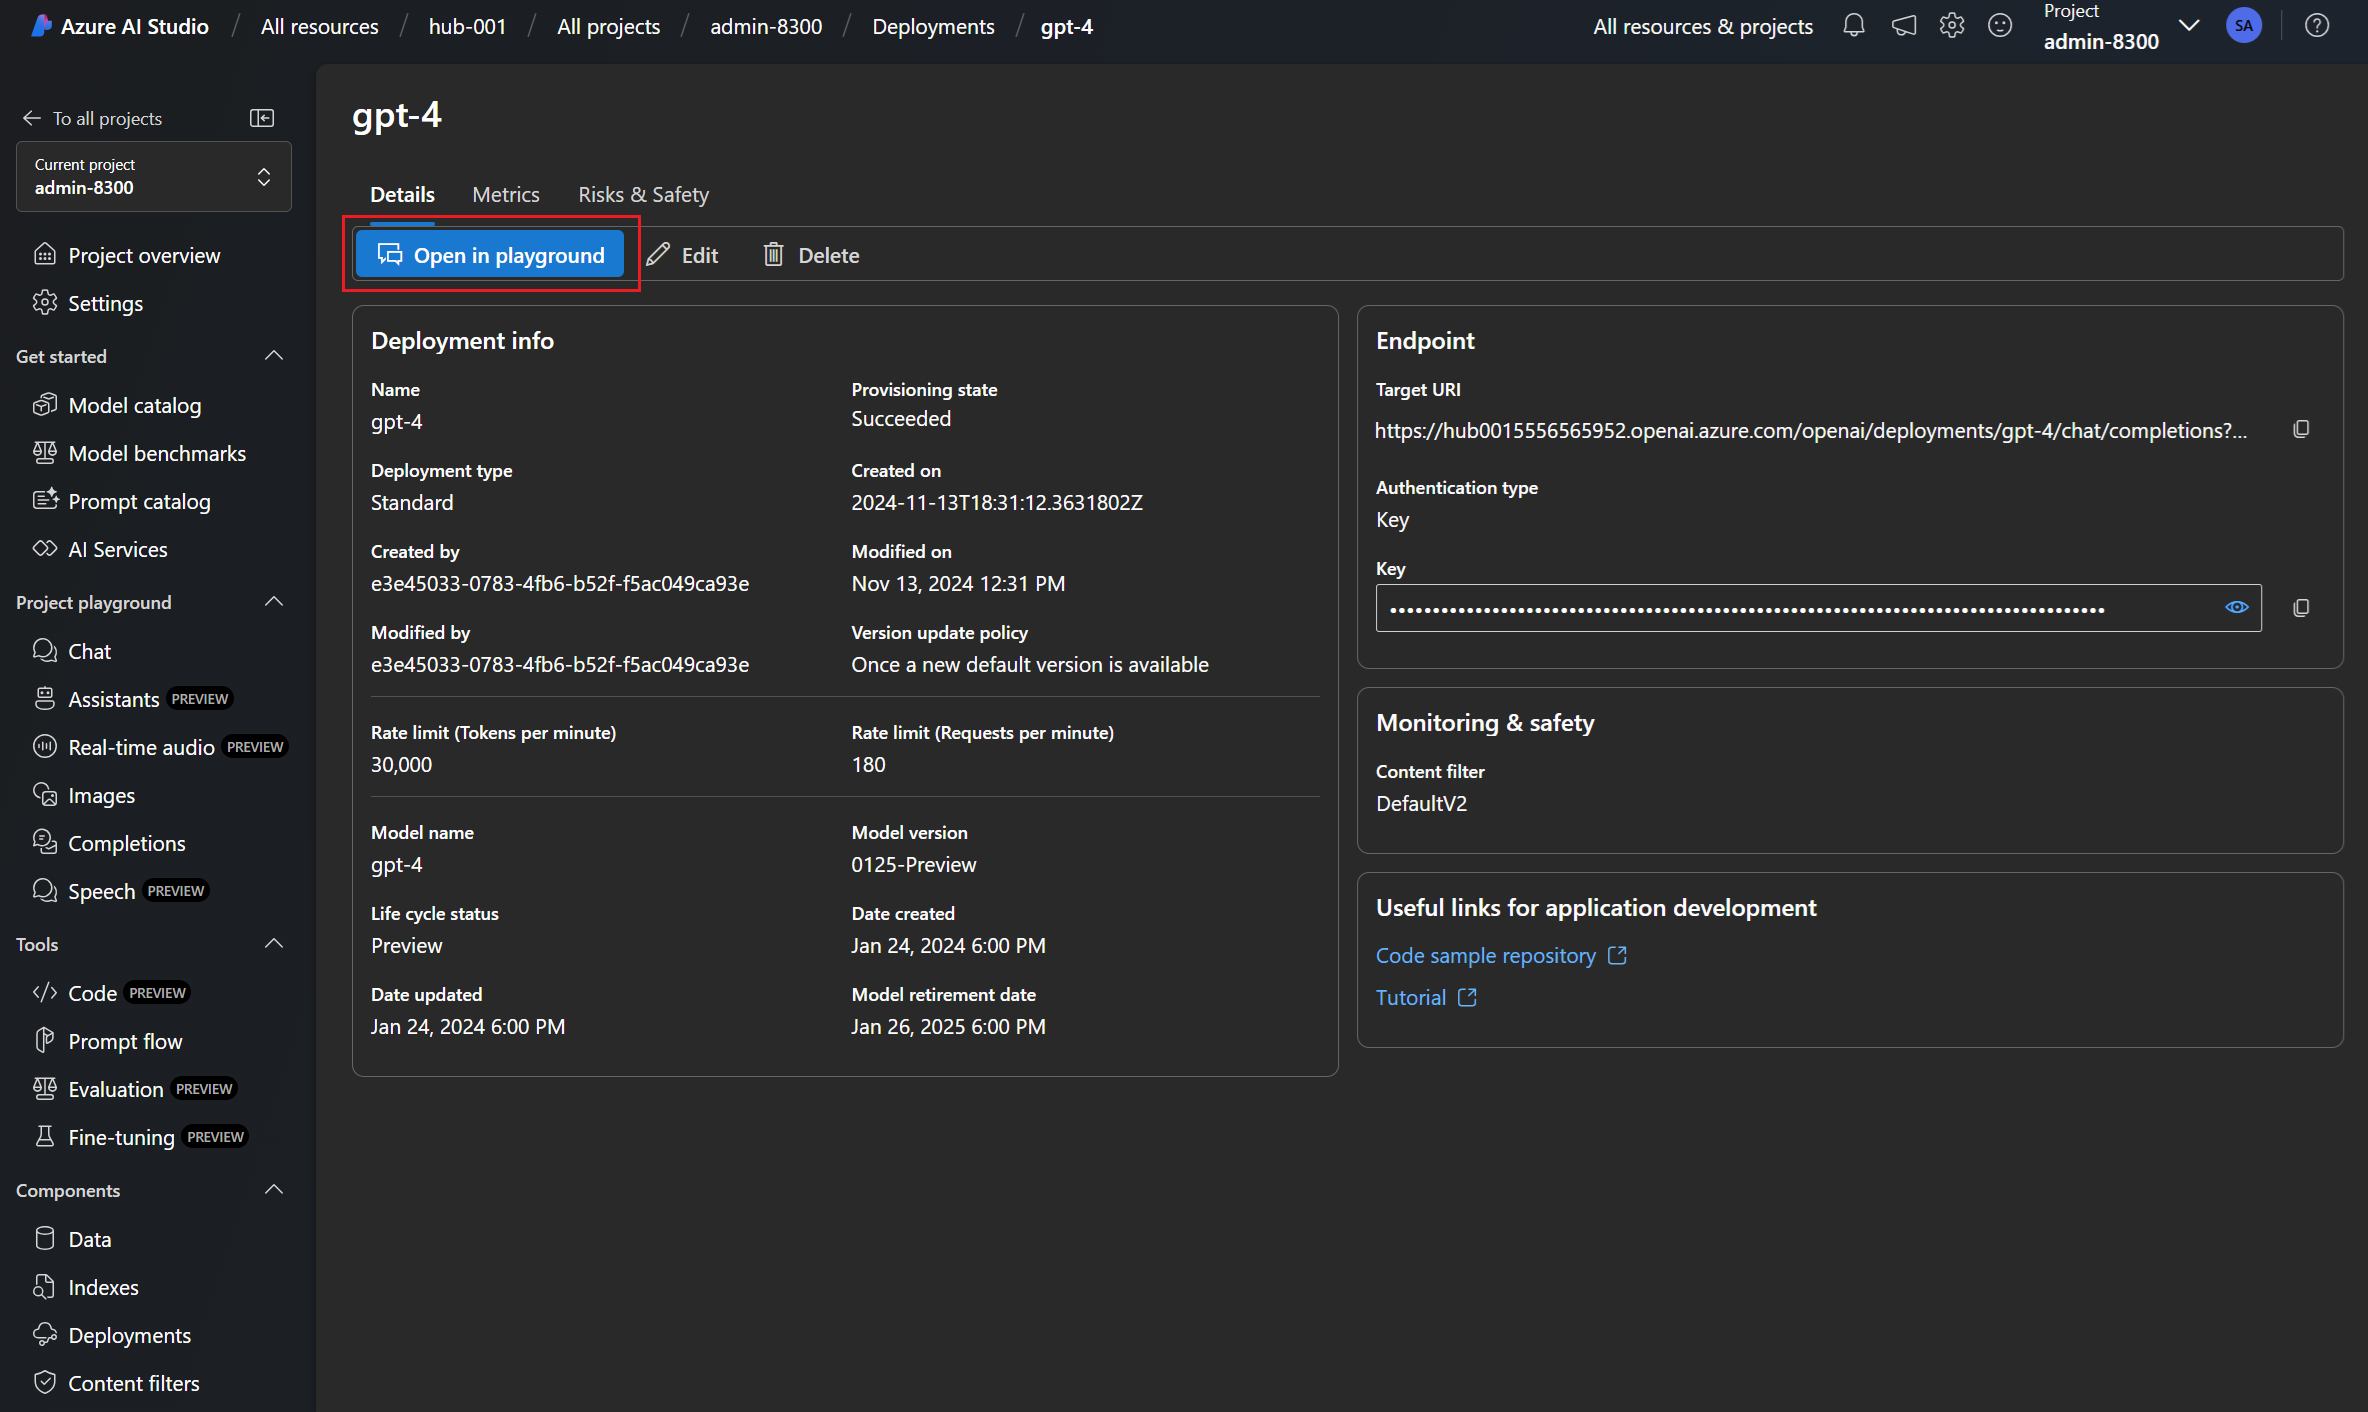 Azure AI Studio / All resources / hub-001 / All projects / admin-8300 / Deployments / gpt-4
All resources & projects
Project
admin-8300
SA
To all projects
Current project
admin-8300
Project overview
Settings
Get started
Model catalog
Model benchmarks
Prompt catalog
AI Services
Project playground
Chat
Assistants PREVIEW
Real-time audio PREVIEW
Images
Completions
Speech PREVIEW
Tools
Code PREVIEW
Prompt flow
Evaluation PREVIEW
Fine-tuning PREVIEW
Components
Data
Indexes
Deployments
Content filters
gpt-4
Details Metrics Risks & Safety
Open in playground Edit Delete
Deployment info
Name
gpt-4
Provisioning state
Succeeded
Deployment type
Standard
Created on
2024-11-13T18:31:12.3631802Z
Created by
e3e45033-0783-4fb6-b52f-f5ac049ca93e
Modified on
Nov 13, 2024 12:31 PM
Modified by
e3e45033-0783-4fb6-b52f-f5ac049ca93e
Version update policy
Once a new default version is available
Rate limit (Tokens per minute)
30,000
Rate limit (Requests per minute)
180
Model name
gpt-4
Model version
0125-Preview
Life cycle status
Preview
Date created
Jan 24, 2024 6:00 PM
Date updated
Jan 24, 2024 6:00 PM
Model retirement date
Jan 26, 2025 6:00 PM
Endpoint
Target URI
https://hub0015556565952.openai.azure.com/openai/deployments/gpt-4/chat/completions?...
Authentication type
Key
Key
Monitoring & safety
Content filter
DefaultV2
Useful links for application development
Code sample repository
Tutorial